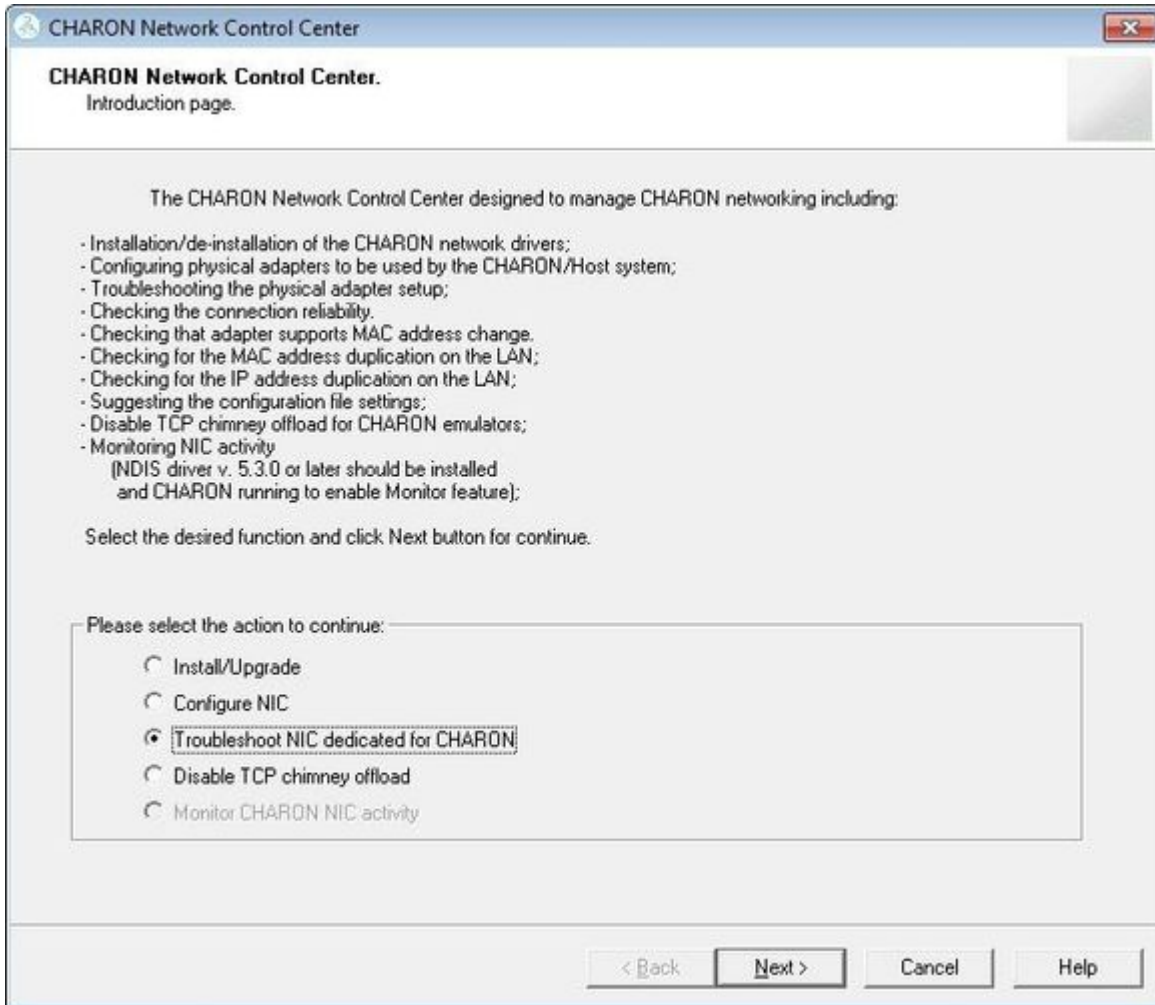 CHARON Network Control Center
CHARON Network Control Center.
Introduction page.
The CHARON Network Control Center designed to manage CHARON networking including:
- Installation/de-installation of the CHARON network drivers;
- Configuring physical adapters to be used by the CHARON/Host system;
- Troubleshooting the physical adapter setup;
- Checking the connection reliability.
- Checking that adapter supports MAC address change.
- Checking for the MAC address duplication on the LAN;
- Checking for the IP address duplication on the LAN;
- Suggesting the configuration file settings;
- Disable TCP chimney offload for CHARON emulators;
- Monitoring NIC activity
(NDIS driver v. 5.3.0 or later should be installed
and CHARON running to enable Monitor feature);
Select the desired function and click Next button for continue.
Please select the action to continue:
Install/Upgrade
Configure NIC
Troubleshoot NIC dedicated for CHARON
Disable TCP chimney offload
Monitor CHARON NIC activity
< Back Next > Cancel Help